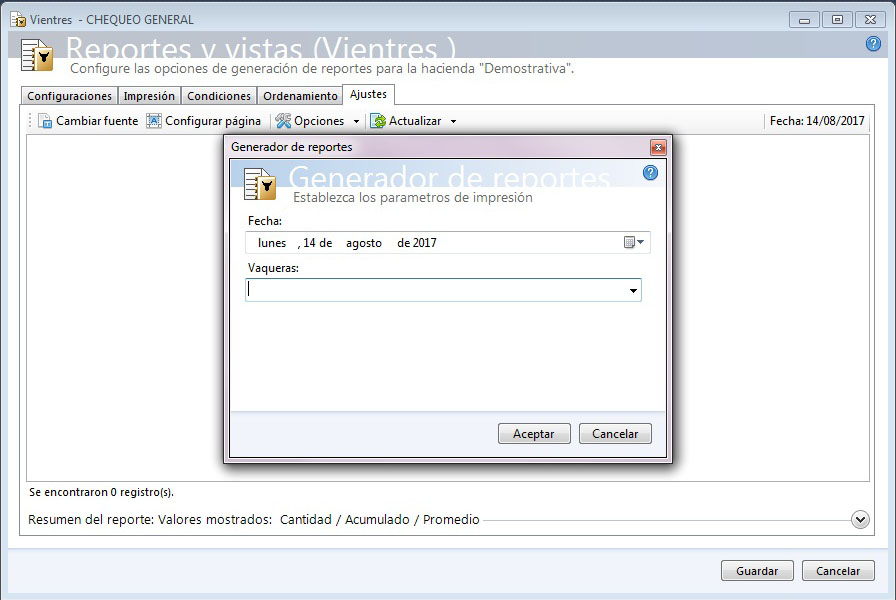 Vientres - CHEQUEO GENERAL
Reportes y vistas (Vientres )
Configure las opciones de generación de reportes para la hacienda "Demostrativa".
Configuraciones Impresión Condiciones Ordenamiento Ajustes
Cambiar fuente Configurar página Opciones Actualizar Fecha: 14/08/2017
Generador de reportes
Generador de reportes
Establezca los parametros de impresión
Fecha:
lunes , 14 de agosto de 2017
Vaqueras:
Aceptar Cancelar
Se encontraron 0 registro(s).
Resumen del reporte: Valores mostrados: Cantidad / Acumulado / Promedio
Guardar Cancelar